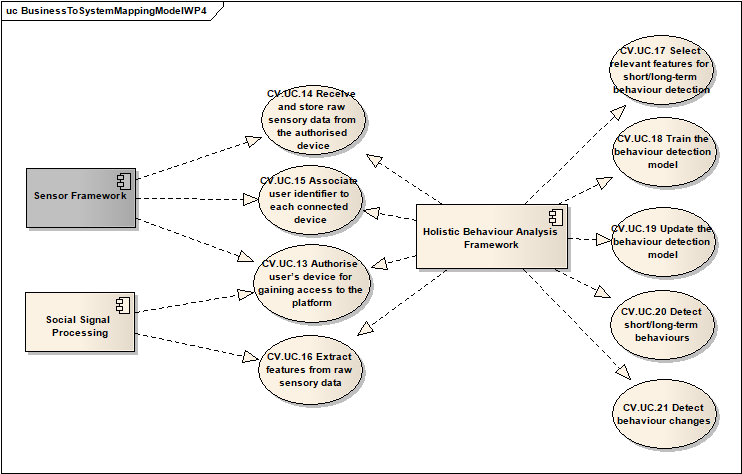 uc BusinessToSystemMappingModelWP4
CV.UC.17 Select
relevant features for
short/long-term
behaviour detection
CV.UC.14 Receive
and store raw
sensory data from
the authorised
device
CV.UC.18 Train the
behaviour detection
model
Sensor Framework
CV.UC.15 Associate
user identifier to
each connected
device
Holistic Behaviour Analysis
Framework
CV.UC.19 Update the
behaviour detection
model
CV.UC.13 Authorise
user's device for
gaining access to the
platform
Social Signal
Processing
CV.UC.20 Detect
short/long-term
behaviours
CV.UC.16 Extract
features from raw
sensory data
CV.UC.21 Detect
behaviour changes